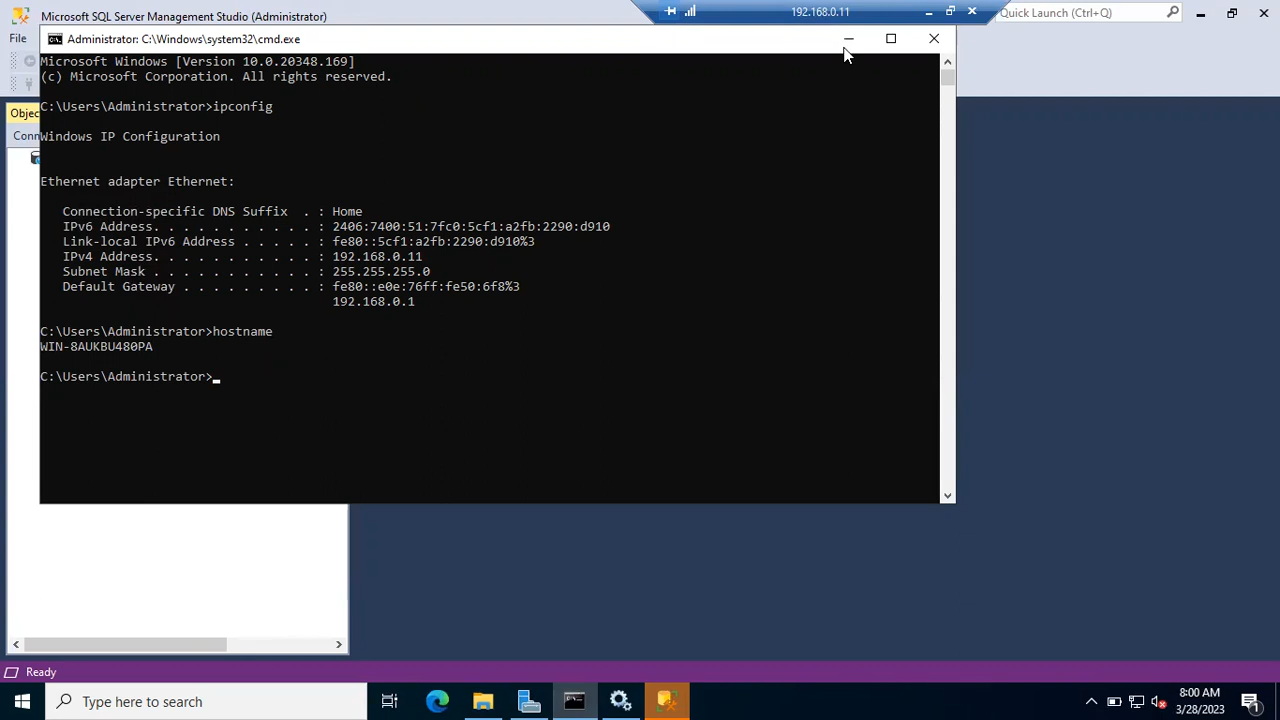 Microsoft SQL Server Management Studio (Administrator)
192.168.0.11
Quick Launch (Ctrl+Q)
File
Administrator: C:\Windows\system32\cmd.exe
Microsoft Windows [Version 10.0.20348.169]
(c) Microsoft Corporation. All rights reserved.
C:\Users\Administrator>ipconfig
Windows IP Configuration
Ethernet adapter Ethernet:
Connection-specific DNS Suffix  . : Home
IPv6 Address. . . . . . . . . . . : 2406:7400:51:7fc0:5cf1:a2fb:2290:d910
Link-local IPv6 Address . . . . . : fe80::5cf1:a2fb:2290:d910%3
IPv4 Address. . . . . . . . . . . : 192.168.0.11
Subnet Mask . . . . . . . . . . . : 255.255.255.0
Default Gateway . . . . . . . . . : fe80::e0e:76ff:fe50:6f8%3
192.168.0.1
C:\Users\Administrator>hostname
WIN-8AUKBU480PA
C:\Users\Administrator>
Objec
Conn
Ready
Type here to search
8:00 AM
3/28/2023
1